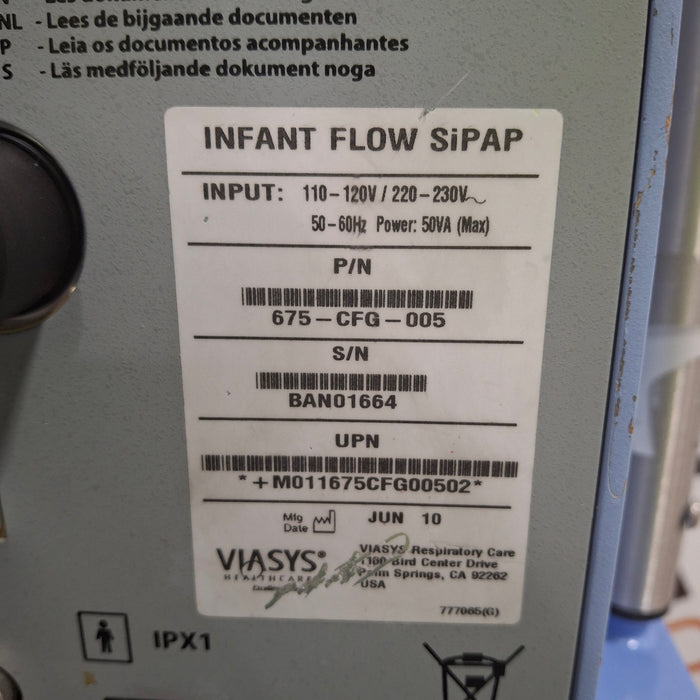 NL - Lees de bijgaande documenten
P - Leia os documentos acompanhantes
S - Läs medföljande dokument noga
INFANT FLOW SiPAP
INPUT: 110-120V / 220-230V~
50-60Hz Power: 50VA (Max)
P/N
675-CFG-005
S/N
BAN01664
UPN
*+M011675CFG00502*
Mfg Date JUN 10
VIASYS®
HEALTHCARE
VIASYS Respiratory Care
1100 Bird Center Drive
Palm Springs, CA 92262
USA
777085(G)
IPX1